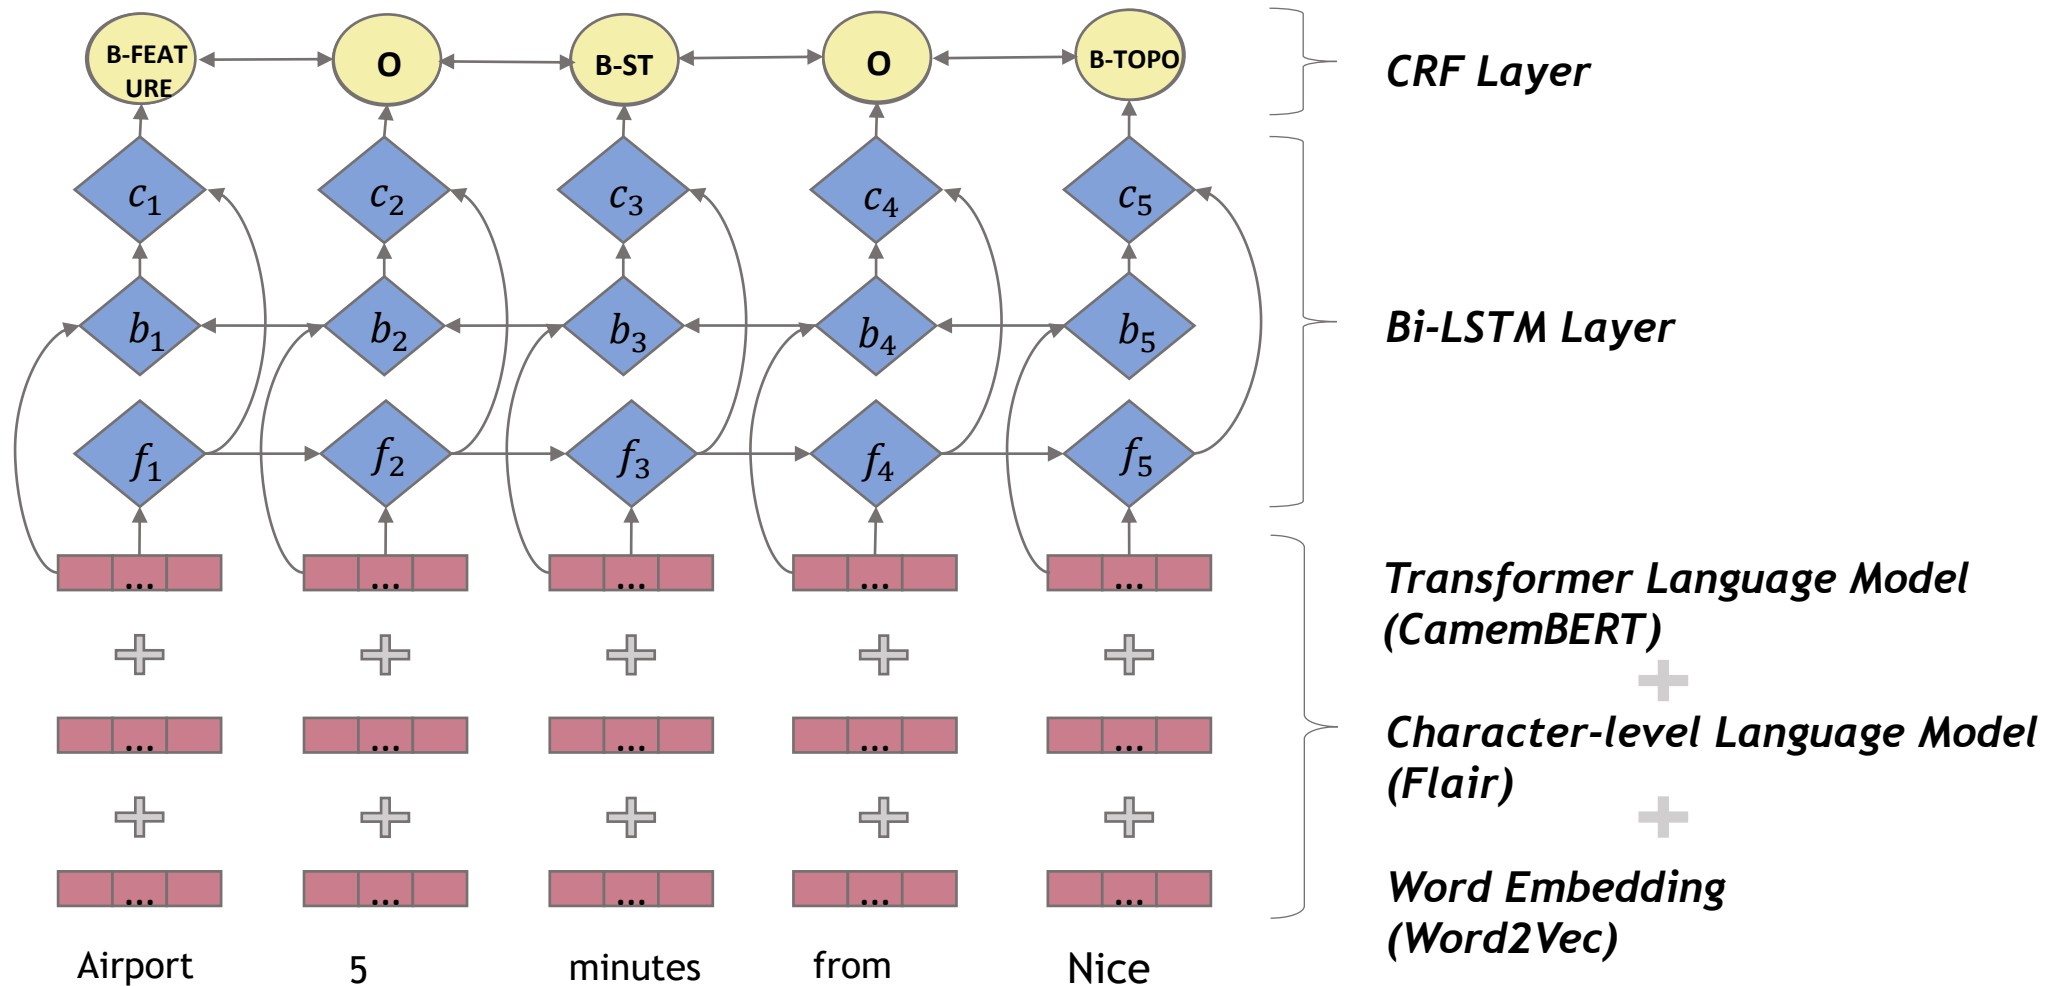 B-FEAT
URE
O
B-ST
O
B-TOPO
CRF Layer
c₁ c₂ c₃ c₄ c₅
b₁ b₂ b₃ b₄ b₅
Bi-LSTM Layer
f₁ f₂ f₃ f₄ f₅
... ... ... ... ...
Transformer Language Model
(CamemBERT)
+ + + + +
+
... ... ... ... ...
Character-level Language Model
(Flair)
+ + + + +
+
... ... ... ... ...
Word Embedding
(Word2Vec)
Airport 5 minutes from Nice